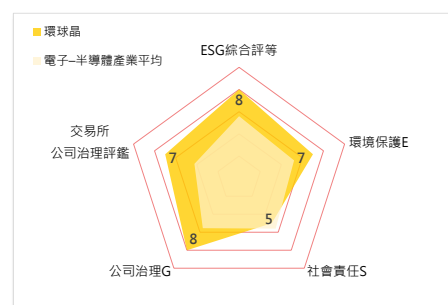 環球晶
電子–半導體產業平均
ESG綜合評等
8
交易所
公司治理評鑑
7
7
環境保護E
5
8
公司治理G
社會責任S